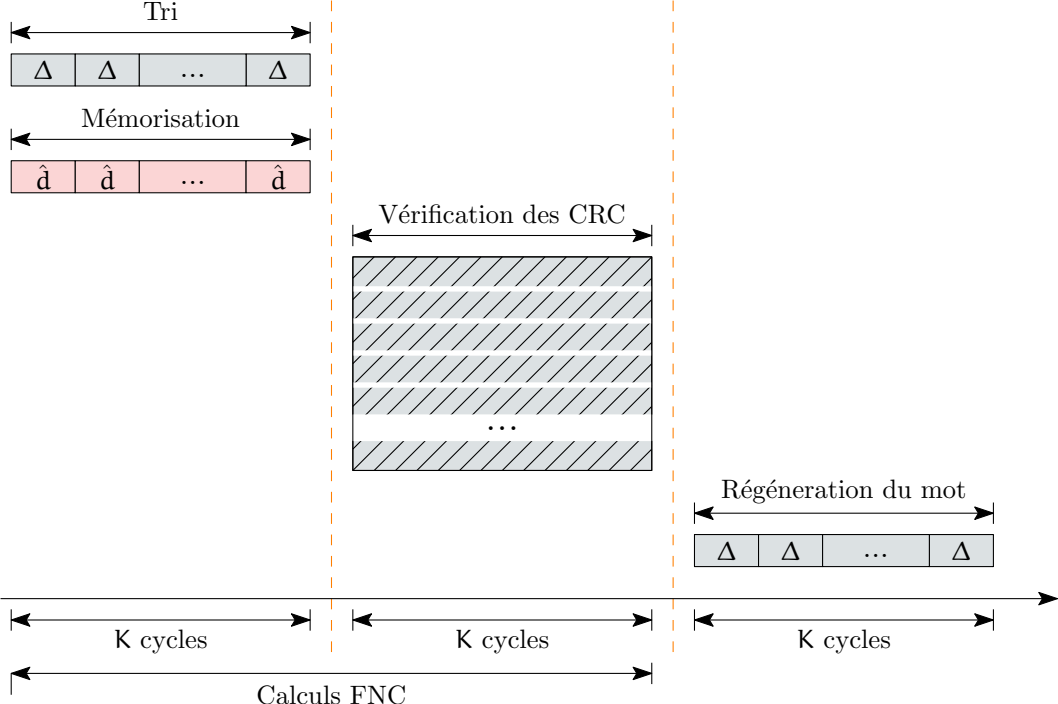 Tri
Δ Δ ... Δ
Mémorisation
d̂ d̂ ... d̂
Vérification des CRC
...
Régéneration du mot
Δ Δ ... Δ
K cycles K cycles K cycles
Calculs FNC